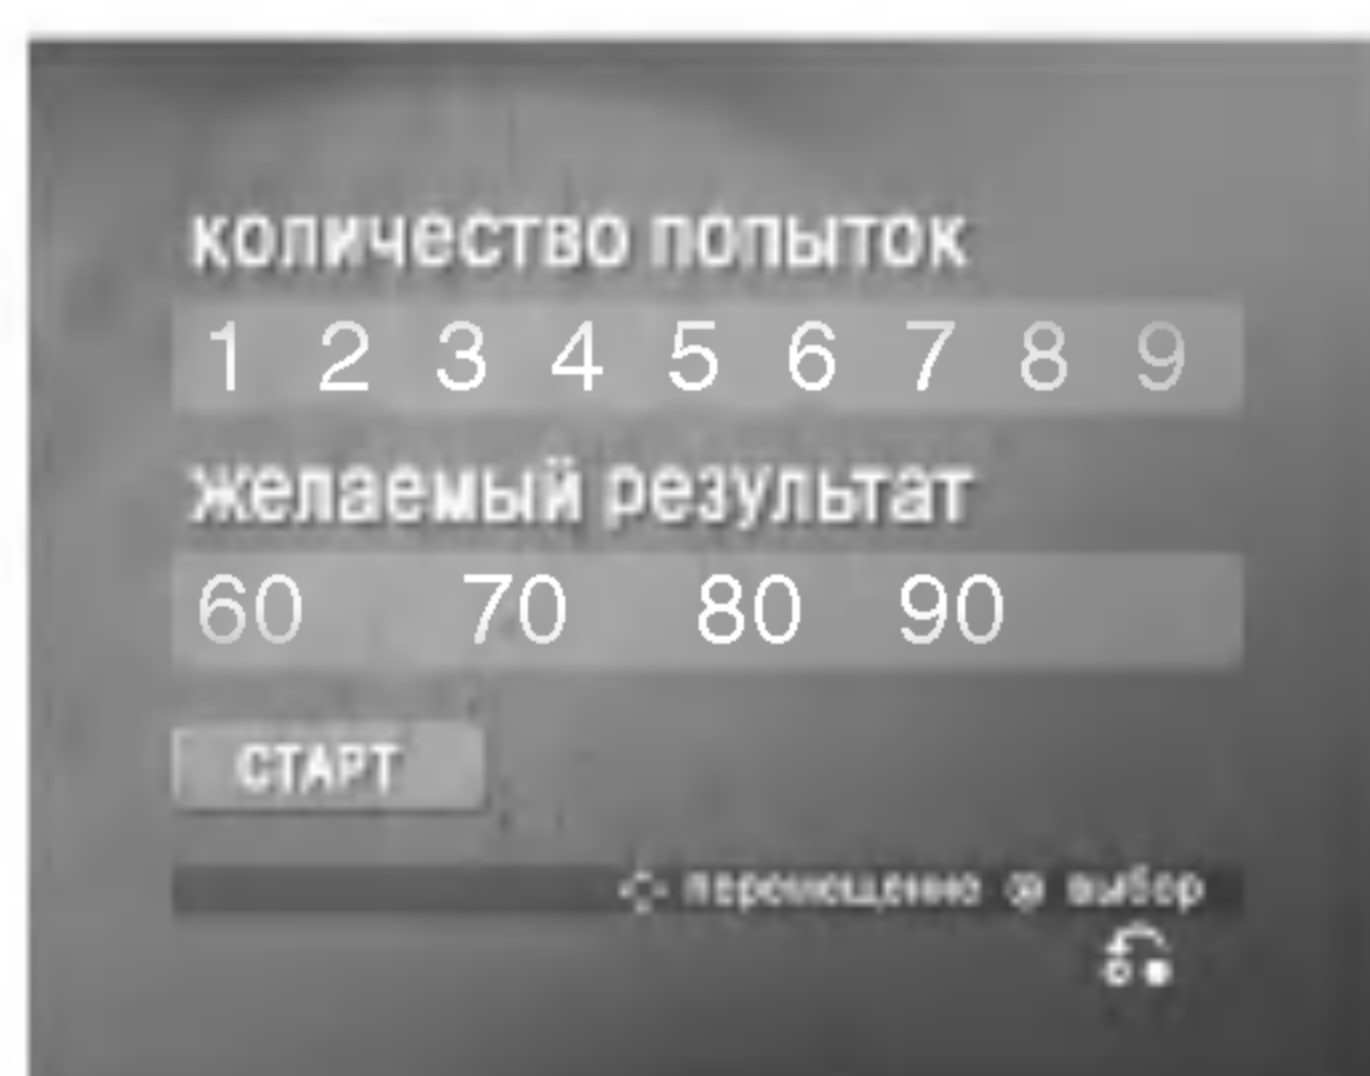 количество попыток
1 2 3 4 5 6 7 8 9
желаемый результат
60 70 80 90
СТАРТ
перемещение выбор